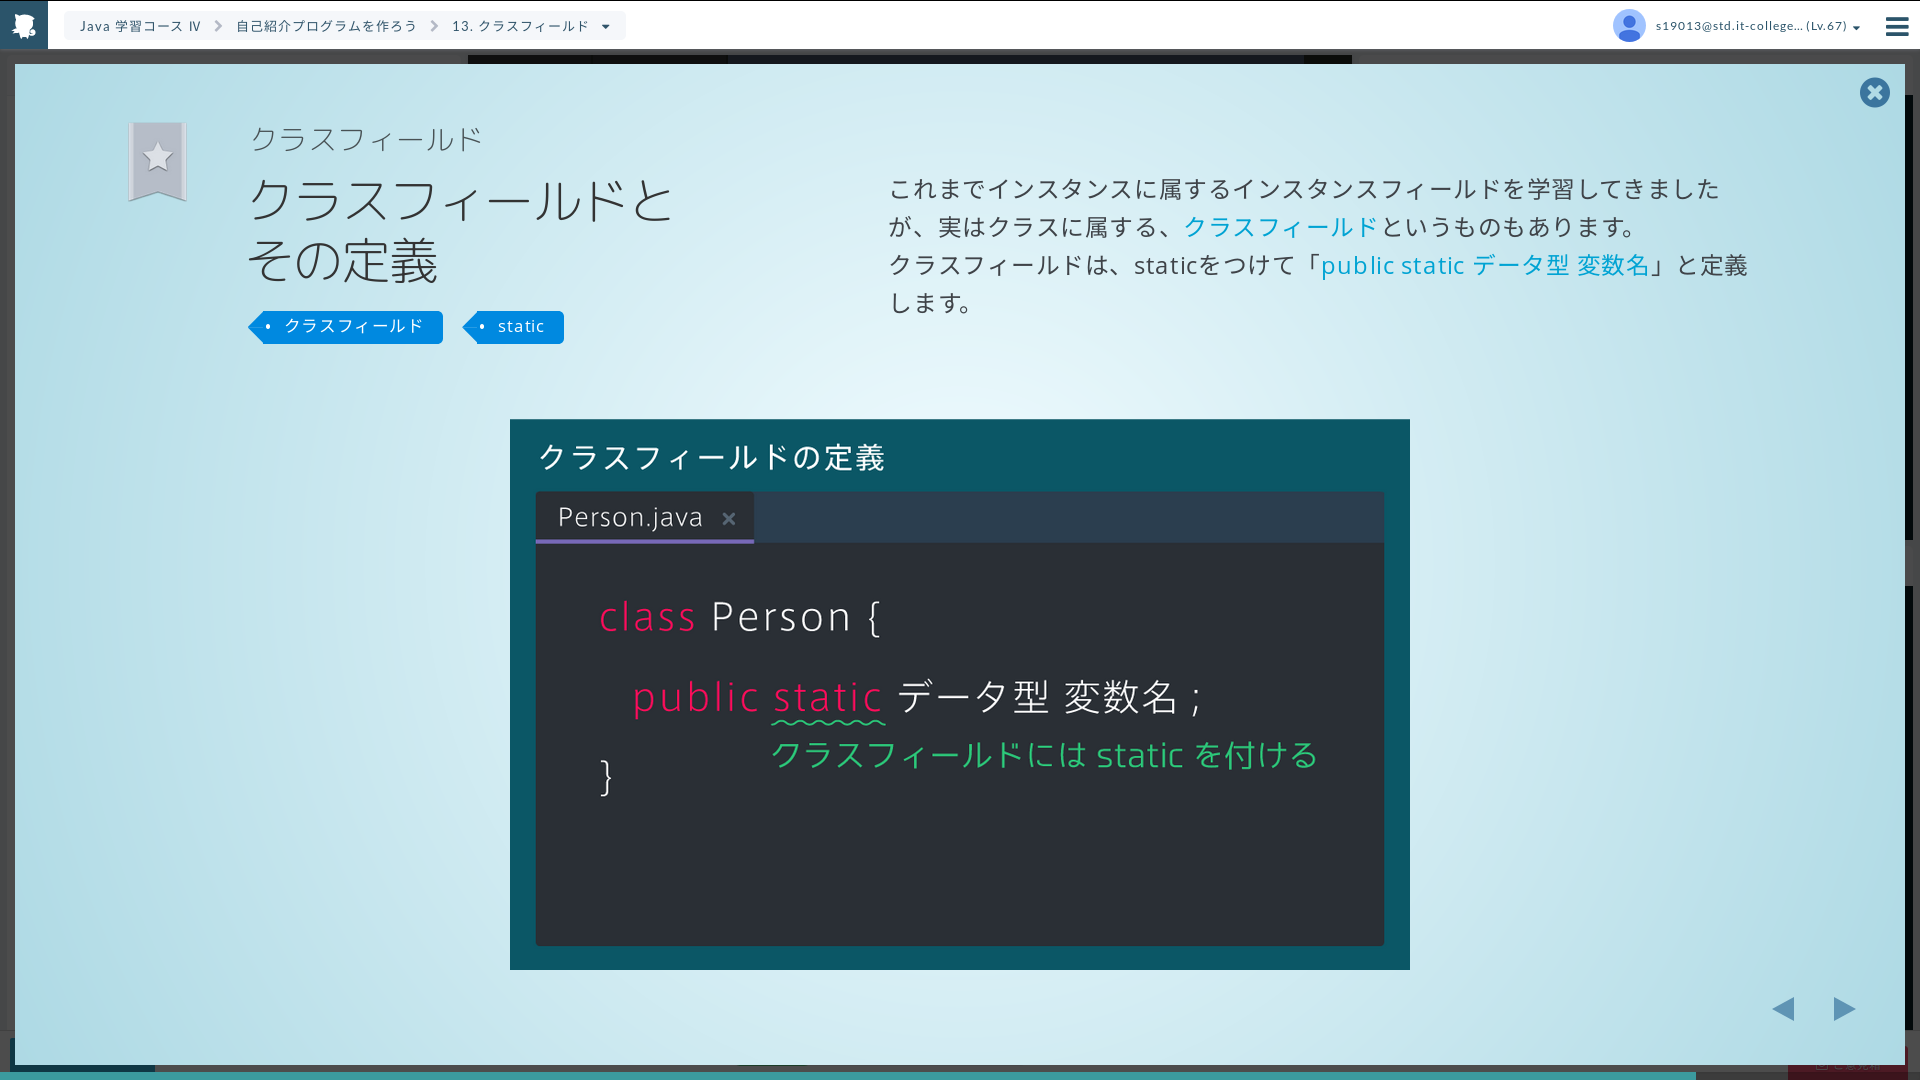 Java 学習コース Ⅳ
自己紹介プログラムを作ろう
13. クラスフィールド
s19013@std.it-college... (Lv.67)
クラスフィールド
クラスフィールドと
その定義
クラスフィールド
static
これまでインスタンスに属するインスタンスフィールドを学習してきました
が、実はクラスに属する、クラスフィールドというものもあります。
クラスフィールドは、staticをつけて「public static データ型 変数名」と定義
します。
クラスフィールドの定義
Person.java
class Person {
public static データ型 変数名 ;
クラスフィールドには static を付ける
}